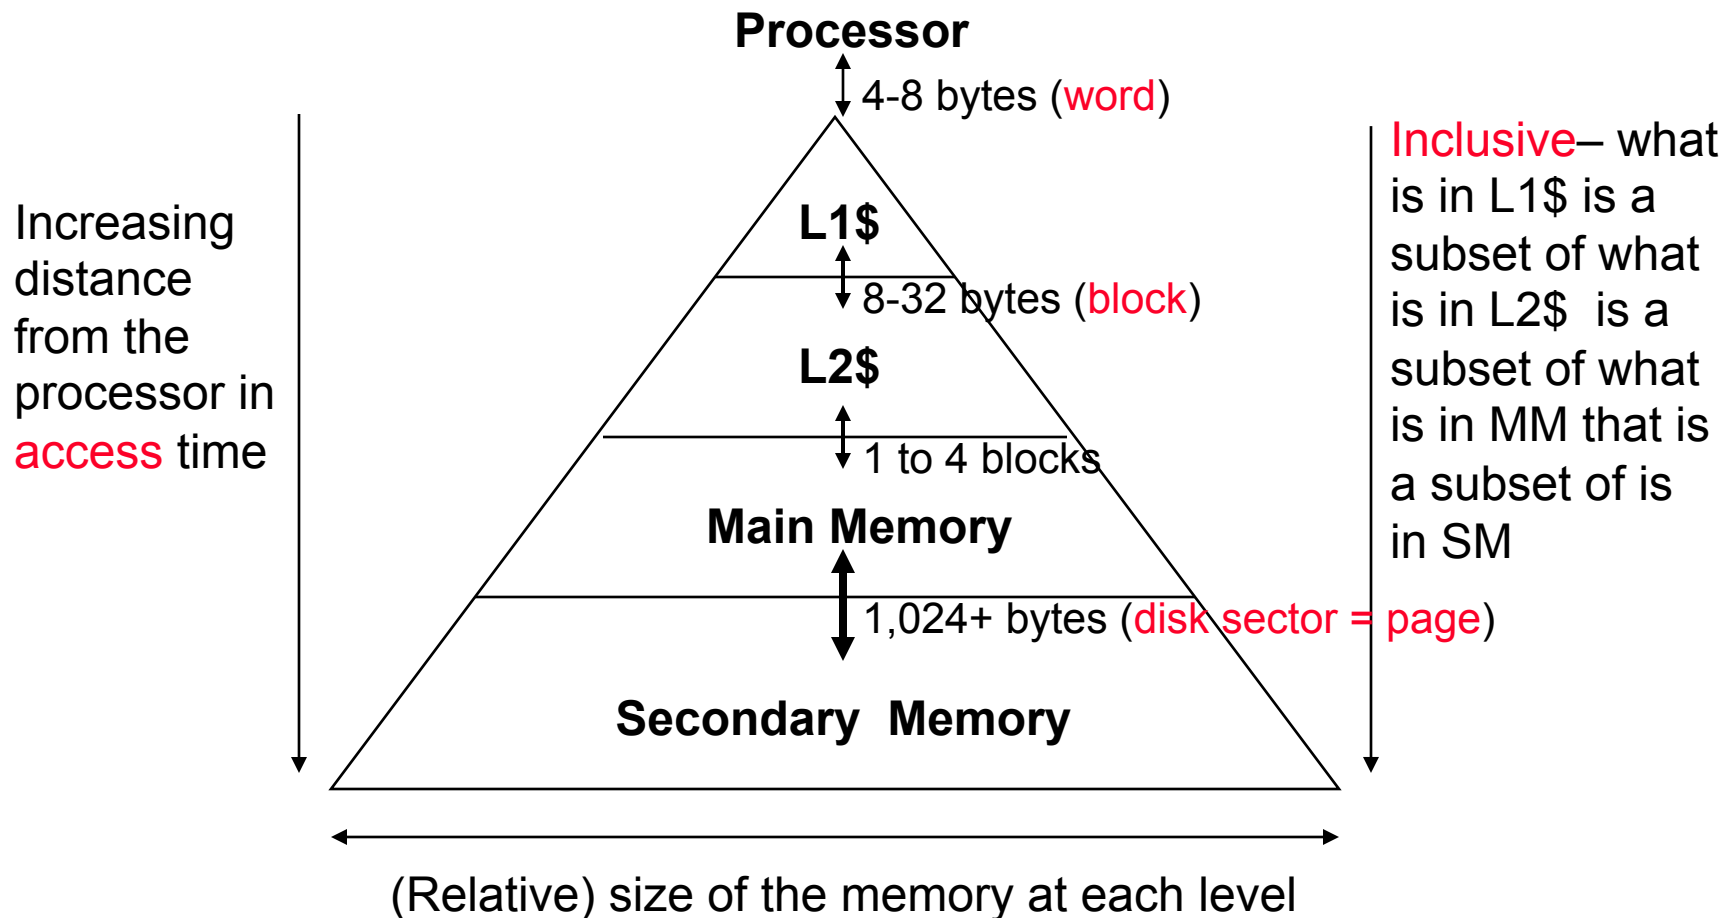 Processor
4-8 bytes (word)
Increasing
distance
from the
processor in
access time
L1$
8-32 bytes (block)
L2$
1 to 4 blocks
Main Memory
1,024+ bytes (disk sector = page)
Secondary Memory
Inclusive– what
is in L1$ is a
subset of what
is in L2$ is a
subset of what
is in MM that is
a subset of is
in SM
(Relative) size of the memory at each level